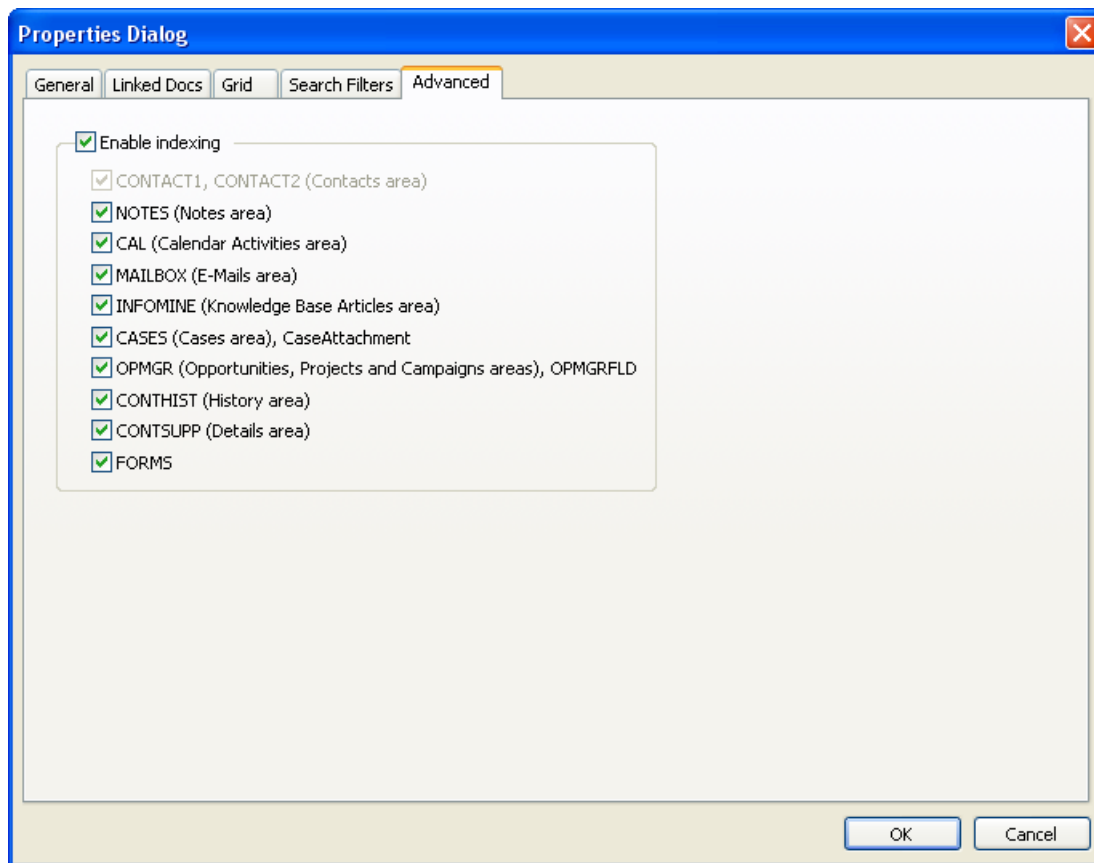 Properties Dialog
General Linked Docs Grid Search Filters Advanced
Enable indexing
CONTACT1, CONTACT2 (Contacts area)
NOTES (Notes area)
CAL (Calendar Activities area)
MAILBOX (E-Mails area)
INFOMINE (Knowledge Base Articles area)
CASES (Cases area), CaseAttachment
OPMGR (Opportunities, Projects and Campaigns areas), OPMGRFLD
CONTHIST (History area)
CONTSUPP (Details area)
FORMS
OK Cancel